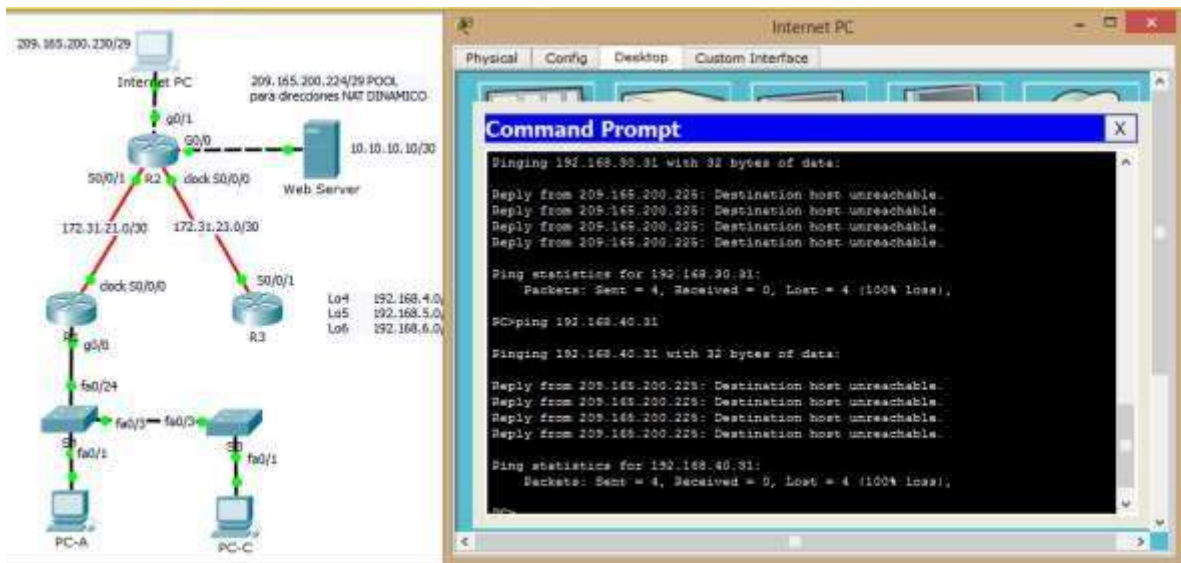 209.165.200.230/29
Internet PC
209.165.200.224/29 POOL
para direcciones NAT DINAMICO
g0/1
G0/0
10.10.10.10/30
S0/0/1
R2
clock S0/0/0
Web Server
172.31.21.0/30
172.31.23.0/30
clock S0/0/0
S0/0/1
R3
Lo4 192.168.4.0/
Lo5 192.168.5.0/
Lo6 192.168.6.0/
g0/0
fa0/24
fa0/3
fa0/3
S1
fa0/1
fa0/1
PC-A
PC-C
Internet PC
Physical
Config
Desktop
Custom Interface
Command Prompt
X
Pinging 192.168.30.31 with 32 bytes of data:
Reply from 209.165.200.225: Destination host unreachable.
Reply from 209.165.200.225: Destination host unreachable.
Reply from 209.165.200.225: Destination host unreachable.
Reply from 209.165.200.225: Destination host unreachable.
Ping statistics for 192.168.30.31:
Packets: Sent = 4, Received = 0, Lost = 4 (100% loss),
PC>ping 192.168.40.31
Pinging 192.168.40.31 with 32 bytes of data:
Reply from 209.165.200.225: Destination host unreachable.
Reply from 209.165.200.225: Destination host unreachable.
Reply from 209.165.200.225: Destination host unreachable.
Reply from 209.165.200.225: Destination host unreachable.
Ping statistics for 192.168.40.31:
Packets: Sent = 4, Received = 0, Lost = 4 (100% loss),
PC>